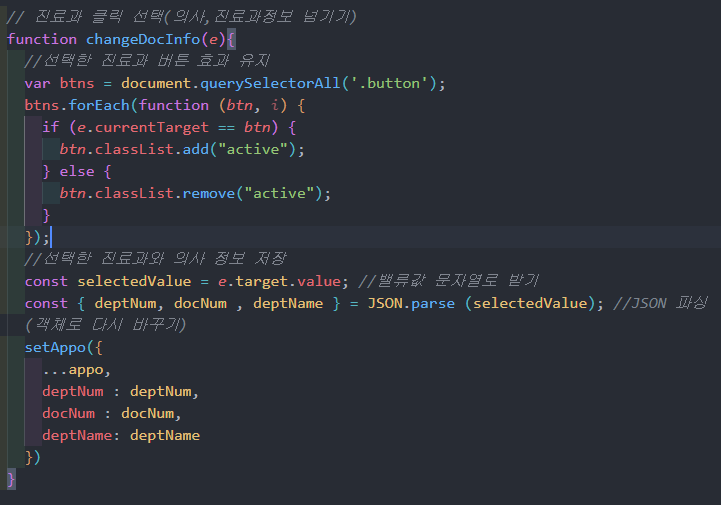 // 진료과 클릭 선택(의사,진료과정보 넘기기)
function changeDocInfo(e){
//선택한 진료과 버튼 효과 유지
var btns = document.querySelectorAll('.button');
btns.forEach(function (btn, i) {
if (e.currentTarget == btn) {
btn.classList.add("active");
} else {
btn.classList.remove("active");
}
});
//선택한 진료과와 의사 정보 저장
const selectedValue = e.target.value; //밸류값 문자열로 받기
const { deptNum, docNum , deptName } = JSON.parse (selectedValue); //JSON 파싱
(객체로 다시 바꾸기)
setAppo({
...appo,
deptNum : deptNum,
docNum : docNum,
deptName: deptName
})
}